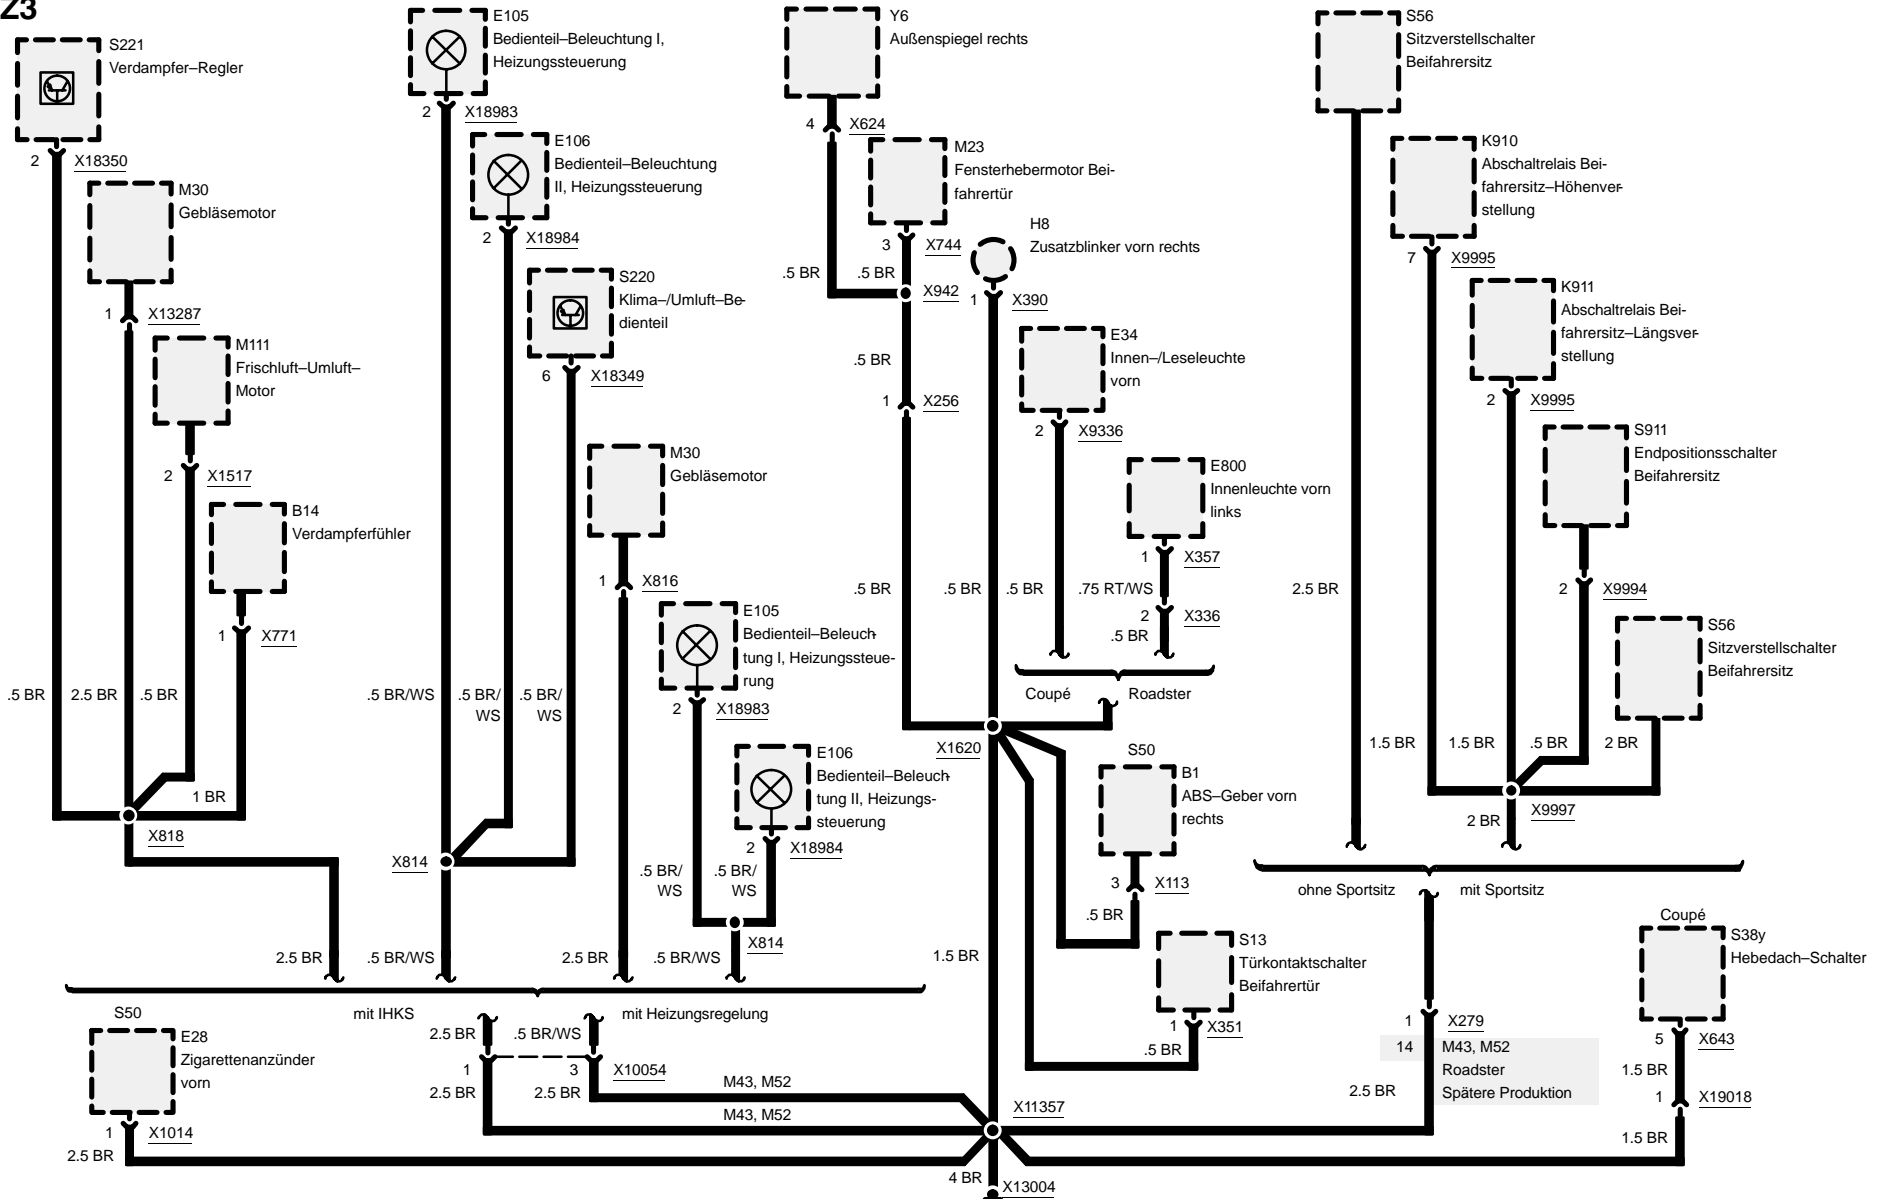 Z3
S221
Verdampfer–Regler
2
X18350
M30
Gebläsemotor
1
X13287
M111
Frischluft–Umluft–
Motor
2
X1517
B14
Verdampferfühler
1
X771
.5 BR
2.5 BR
.5 BR
1 BR
X818
2.5 BR
E105
Bedienteil–Beleuchtung I,
Heizungssteuerung
2
X18983
E106
Bedienteil–Beleuchtung
II, Heizungssteuerung
2
X18984
S220
Klima–/Umluft–Be-
dienteil
6
X18349
.5 BR/WS
.5 BR/
WS
.5 BR/
WS
X814
.5 BR/WS
M30
Gebläsemotor
1
X816
E105
Bedienteil–Beleuch-
tung I, Heizungssteue-
rung
2
X18983
E106
Bedienteil–Beleuch-
tung II, Heizungs-
steuerung
2
X18984
.5 BR/
WS
.5 BR/
WS
X814
2.5 BR
.5 BR/WS
mit IHKS
mit Heizungsregelung
S50
E28
Zigarettenanzünder
vorn
1
X1014
2.5 BR
2.5 BR
.5 BR/WS
1
3
X10054
2.5 BR
2.5 BR
M43, M52
M43, M52
Y6
Außenspiegel rechts
4
X624
M23
Fensterhebermotor Bei-
fahrertür
3
X744
.5 BR
.5 BR
X942
H8
Zusatzblinker vorn rechts
1
X390
.5 BR
1
X256
E34
Innen–/Leseleuchte
vorn
2
X9336
E800
Innenleuchte vorn
links
1
X357
.5 BR
.5 BR
.5 BR
.75 RT/WS
2
X336
.5 BR
Coupé
Roadster
X1620
S50
B1
ABS–Geber vorn
rechts
3
X113
.5 BR
S13
Türkontaktschalter
Beifahrertür
1
X351
.5 BR
1.5 BR
X11357
4 BR
X13004
S56
Sitzverstellschalter
Beifahrersitz
K910
Abschaltrelais Bei-
fahrersitz–Höhenver-
stellung
7
X9995
K911
Abschaltrelais Bei-
fahrersitz–Längsver-
stellung
2
X9995
S911
Endpositionsschalter
Beifahrersitz
2
X9994
S56
Sitzverstellschalter
Beifahrersitz
2.5 BR
1.5 BR
1.5 BR
.5 BR
2 BR
2 BR
X9997
ohne Sportsitz
mit Sportsitz
1
X279
14
M43, M52
Roadster
Spätere Produktion
2.5 BR
Coupé
S38y
Hebedach–Schalter
5
X643
1.5 BR
1
X19018
1.5 BR